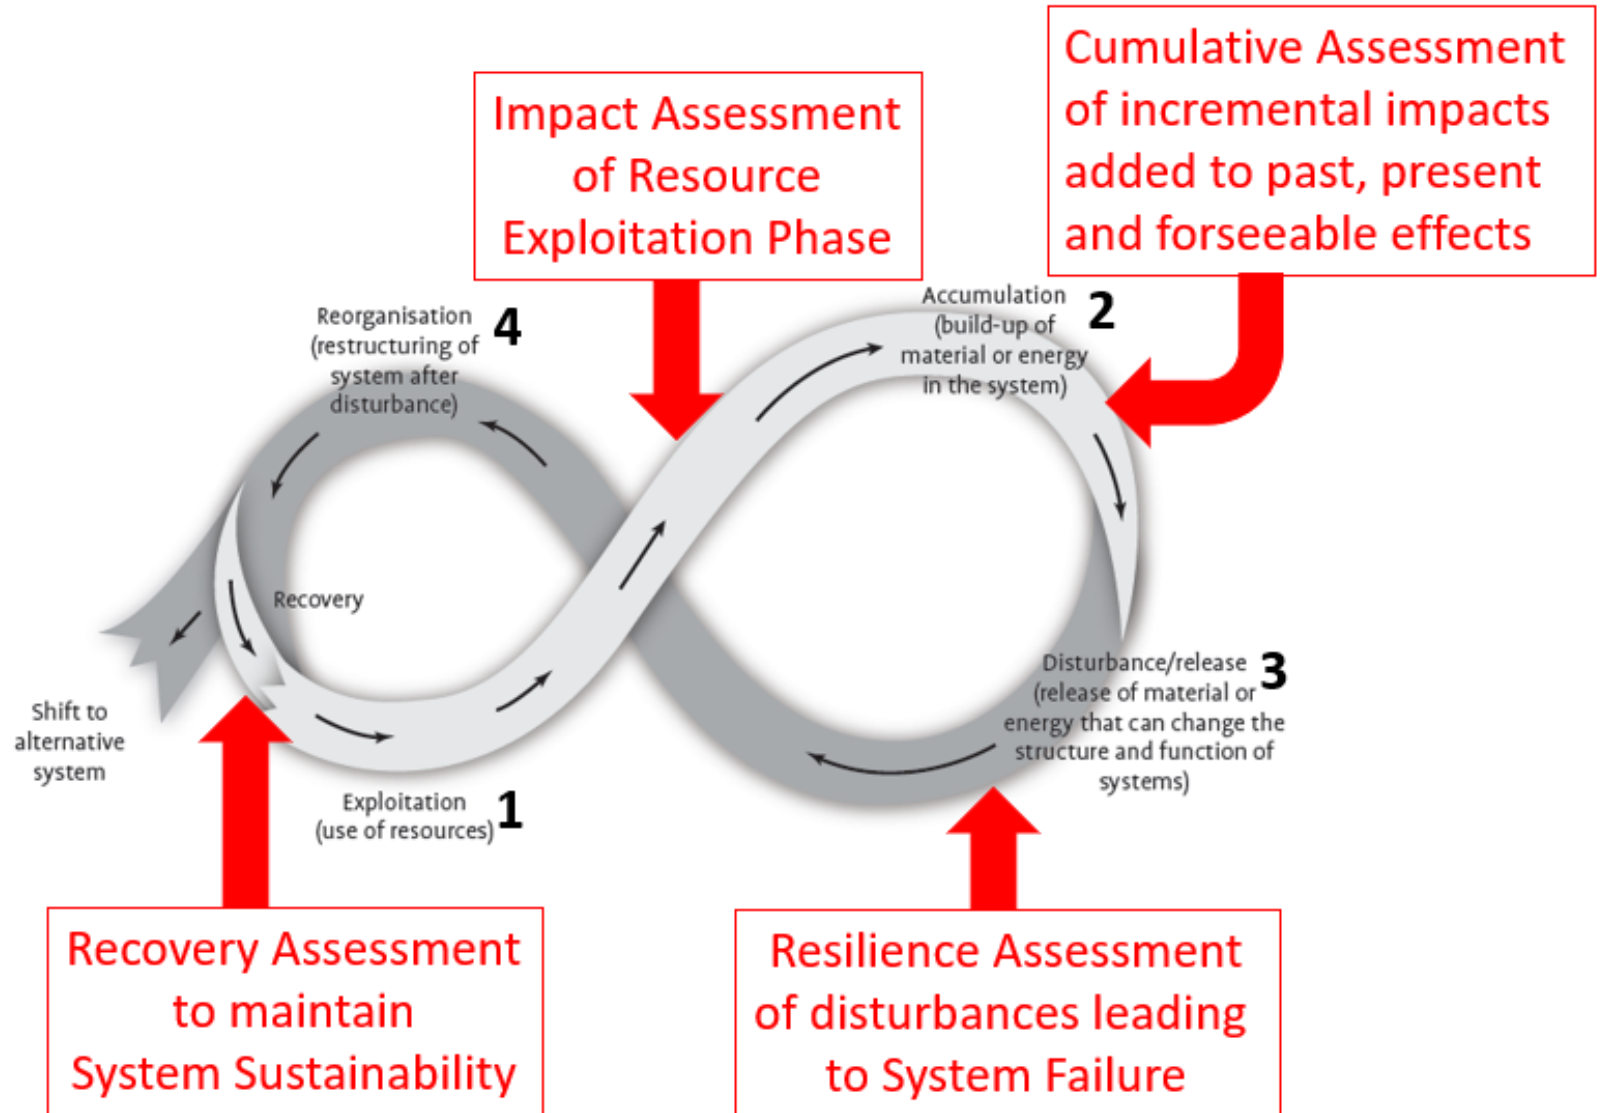 Impact Assessment
of Resource
Exploitation Phase
Cumulative Assessment
of incremental impacts
added to past, present
and forseeable effects
Reorganisation 4
(restructuring of
system after
disturbance)
Accumulation 2
(build-up of
material or energy
in the system)
Recovery
Shift to
alternative
system
Exploitation 1
(use of resources)
Disturbance/release 3
(release of material or
energy that can change the
structure and function of
systems)
Recovery Assessment
to maintain
System Sustainability
Resilience Assessment
of disturbances leading
to System Failure